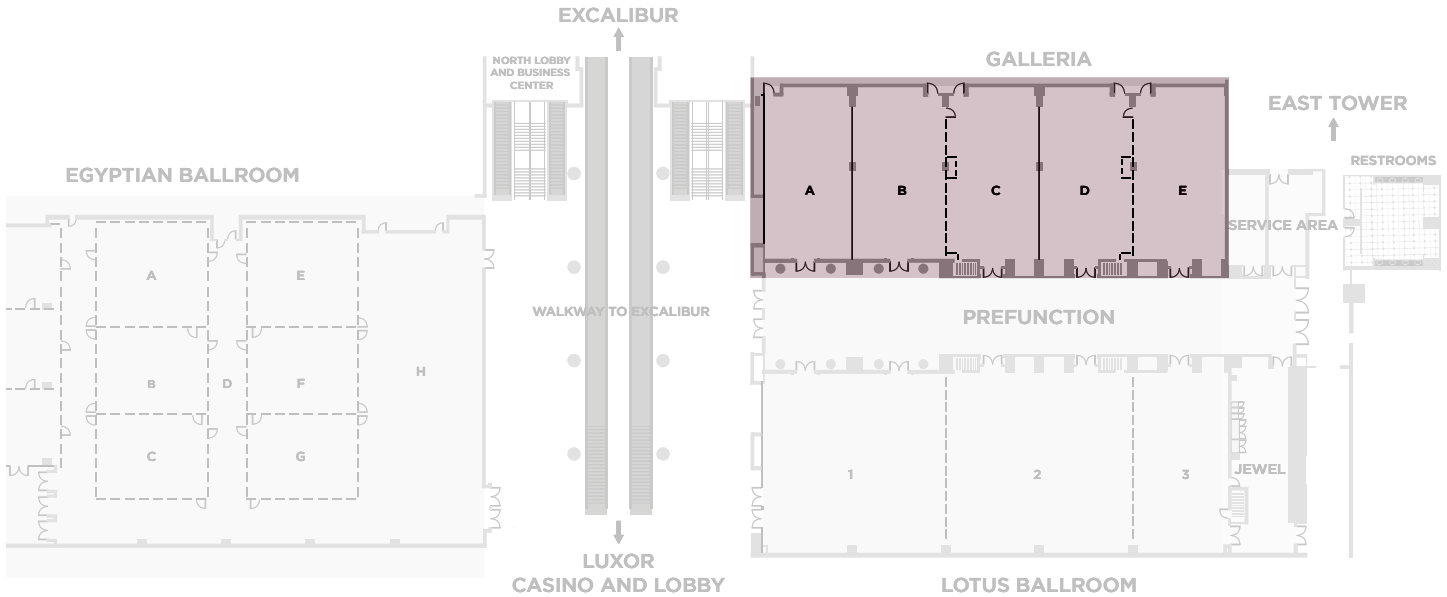 EXCALIBUR
NORTH LOBBY
AND BUSINESS
CENTER
GALLERIA
EAST TOWER
RESTROOMS
EGYPTIAN BALLROOM
A
B
C
D
E
SERVICE AREA
A
E
WALKWAY TO EXCALIBUR
PREFUNCTION
H
B
D
F
C
G
1
2
3
JEWEL
LUXOR
CASINO AND LOBBY
LOTUS BALLROOM